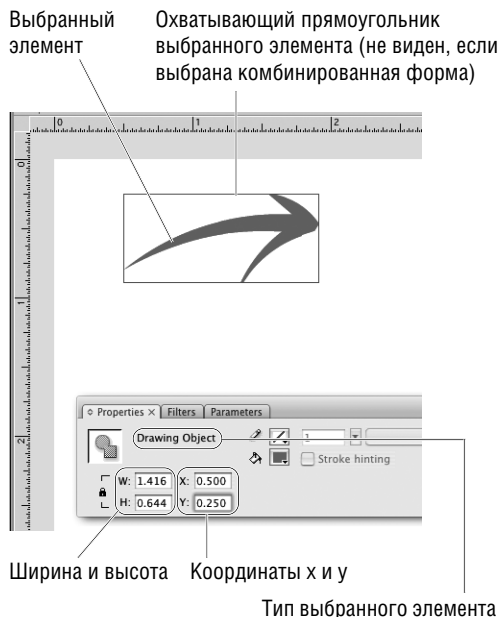 Выбранный
элемент
Охватывающий прямоугольник
выбранного элемента (не виден, если
выбрана комбинированная форма)
0 1 2
0
1
2
Properties × Filters Parameters
Drawing Object
1
Stroke hinting
W: 1.416 X: 0.500
H: 0.644 Y: 0.250
Ширина и высота Координаты x и y
Тип выбранного элемента